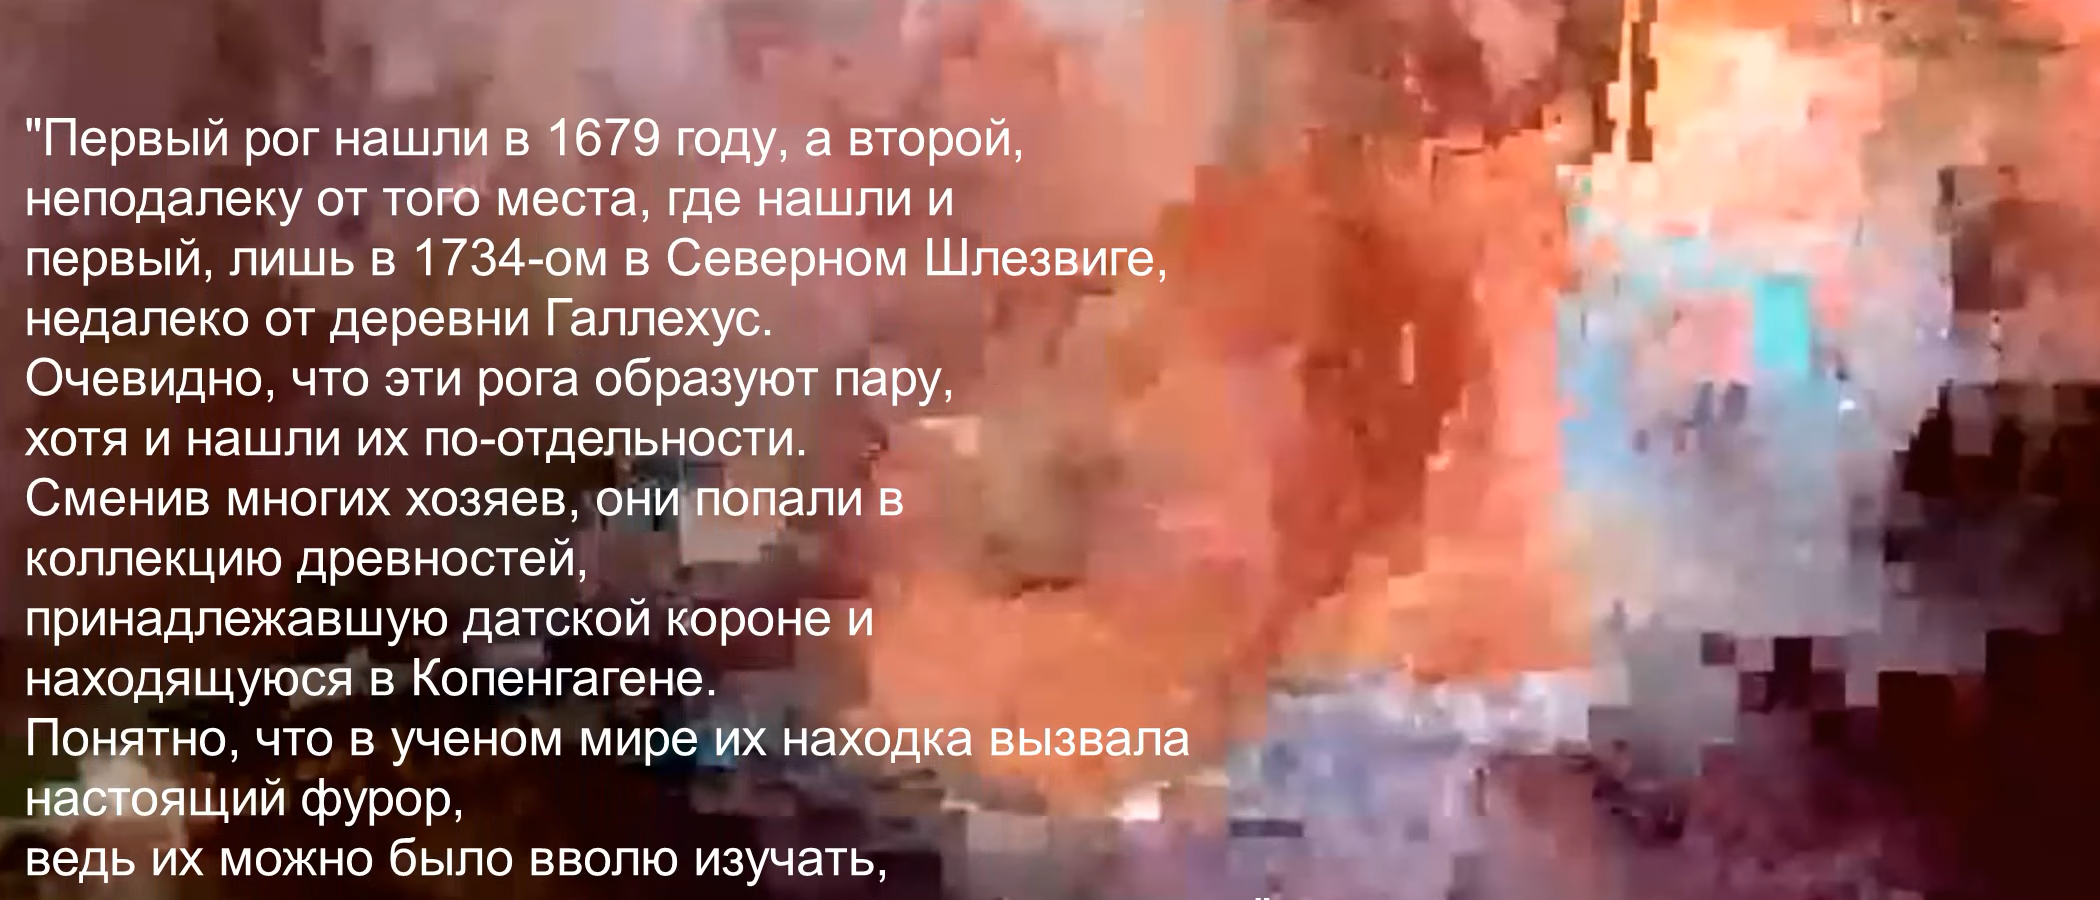 "Первый рог нашли в 1679 году, а второй,
неподалеку от того места, где нашли и
первый, лишь в 1734-ом в Северном Шлезвиге,
недалеко от деревни Галлехус.
Очевидно, что эти рога образуют пару,
хотя и нашли их по-отдельности.
Сменив многих хозяев, они попали в
коллекцию древностей,
принадлежавшую датской короне и
находящуюся в Копенгагене.
Понятно, что в ученом мире их находка вызвала
настоящий фурор,
ведь их можно было вволю изучать,